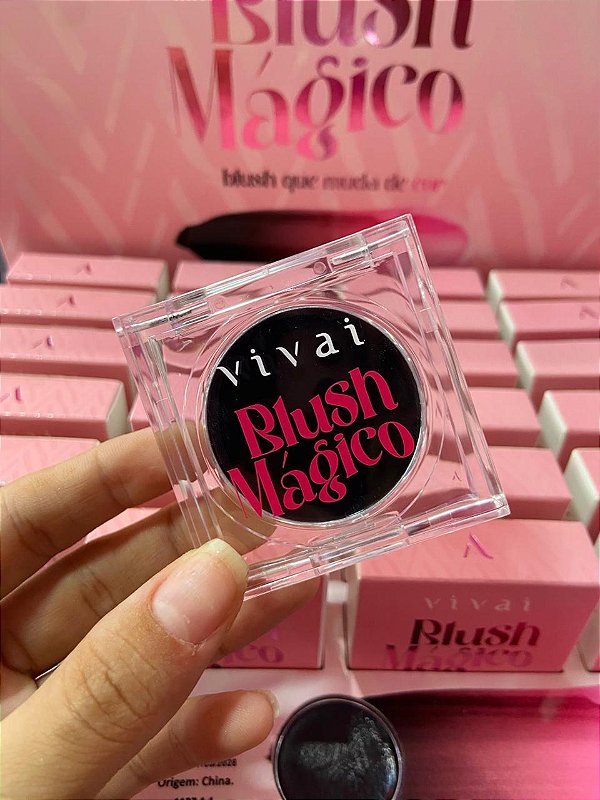 Blush
Mágico
blush que muda de cor
vivai
Blush
Mágico
vivai
Blush
Mágico
Origem: China.